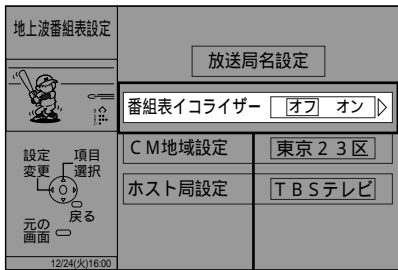 地上波番組表設定
放送局名設定
番組表イコライザー オフ オン
CM地域設定 東京23区
ホスト局設定 TBSテレビ
設定 項目
変更 選択
戻る
元の
画面
12/24(火)16:00